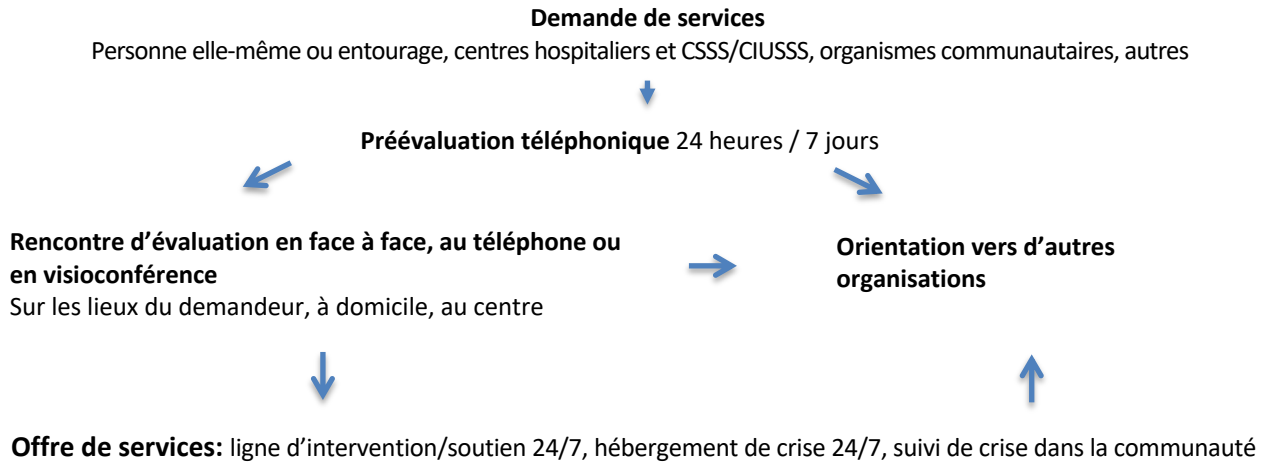 Demande de services
Personne elle-même ou entourage, centres hospitaliers et CSSS/CIUSSS, organismes communautaires, autres
Préévaluation téléphonique 24 heures / 7 jours
Rencontre d’évaluation en face à face, au téléphone ou
en visioconférence
Sur les lieux du demandeur, à domicile, au centre
Orientation vers d’autres
organisations
Offre de services: ligne d’intervention/soutien 24/7, hébergement de crise 24/7, suivi de crise dans la communauté